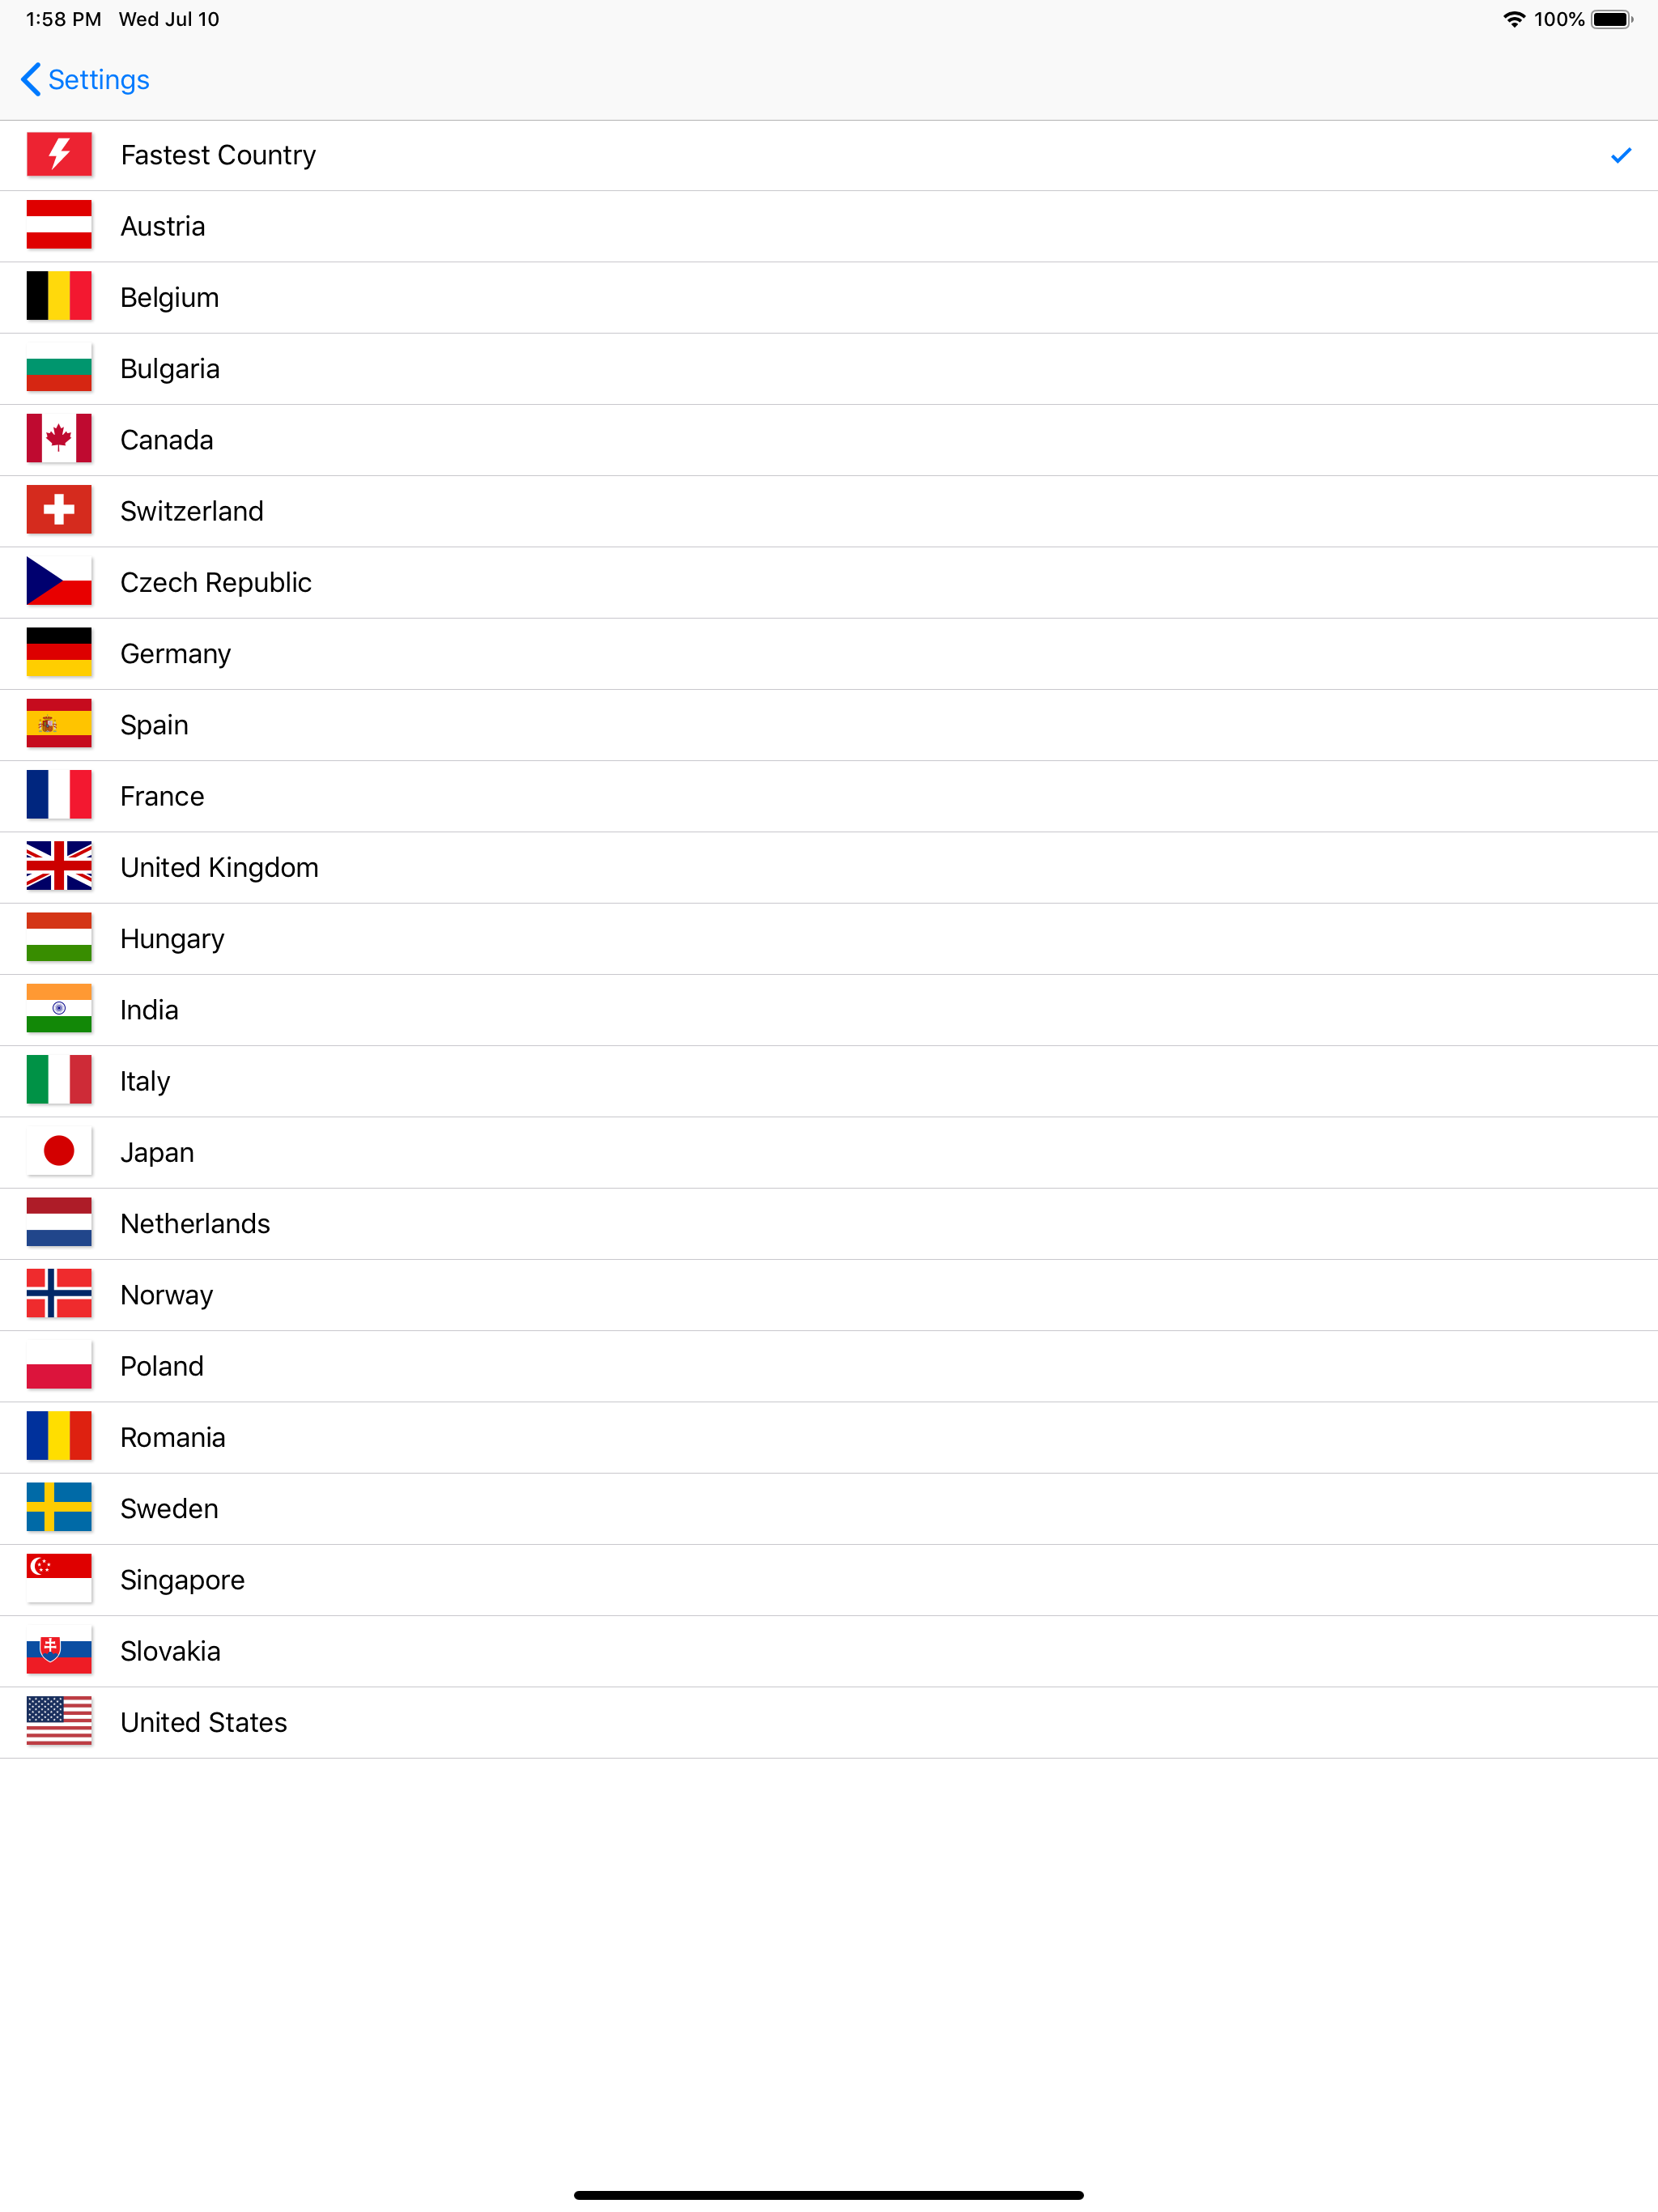 1:58 PM Wed Jul 10 100%
Settings
Fastest Country
Austria
Belgium
Bulgaria
Canada
Switzerland
Czech Republic
Germany
Spain
France
United Kingdom
Hungary
India
Italy
Japan
Netherlands
Norway
Poland
Romania
Sweden
Singapore
Slovakia
United States